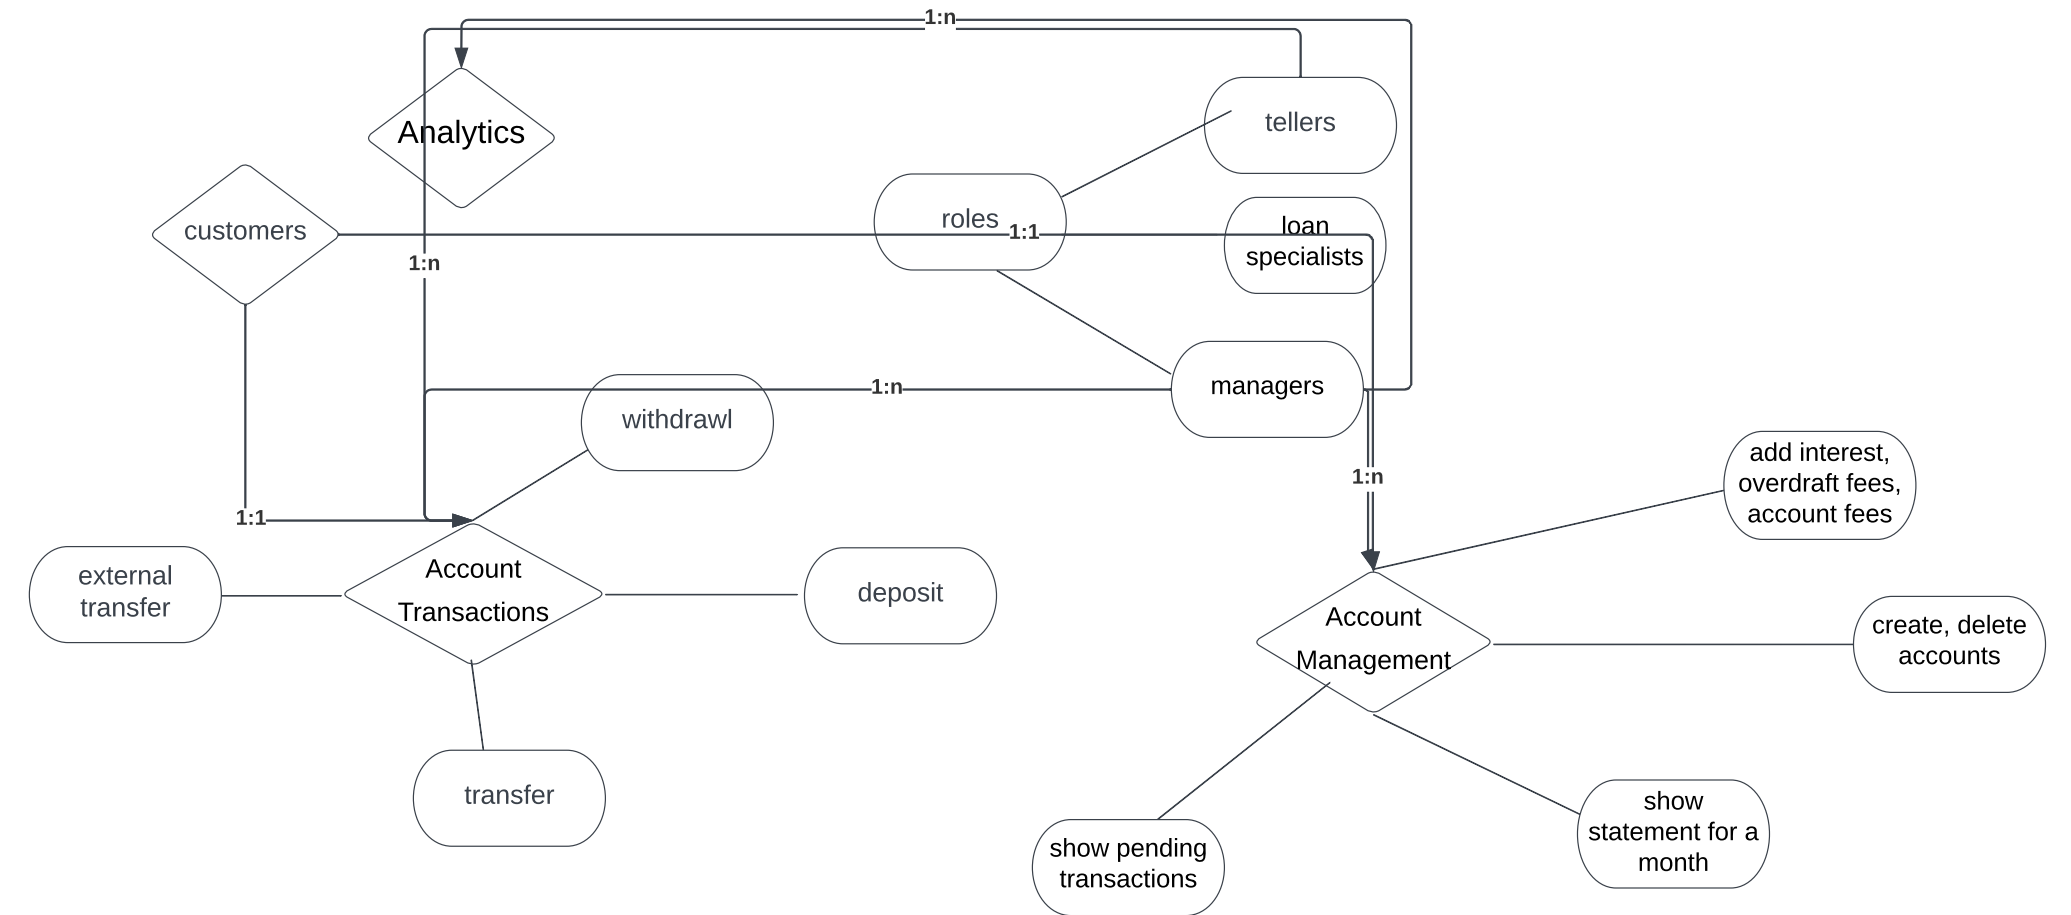 1:n
tellers
Analytics
roles
loan
specialists
customers
1:1
1:n
managers
1:n
withdrawl
1:n
add interest,
overdraft fees,
account fees
1:1
external
transfer
Account
Transactions
deposit
Account
Management
create, delete
accounts
transfer
show
statement for a
month
show pending
transactions